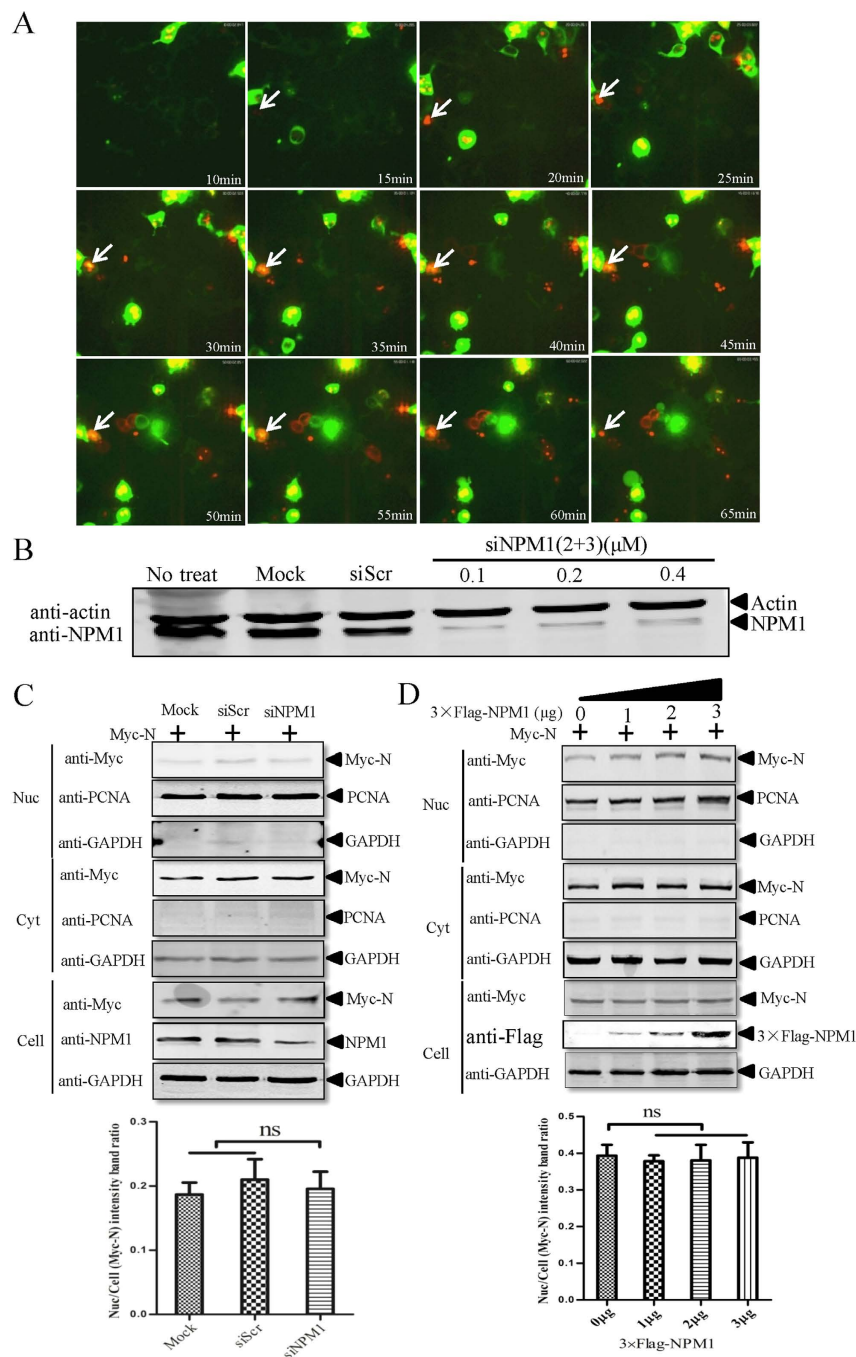 A
10min 15min 20min 25min
30min 35min 40min 45min
50min 55min 60min 65min
B
siNPM1(2+3)(μM)
No treat Mock siScr 0.1 0.2 0.4
anti-actin Actin
anti-NPM1 NPM1
C
Mock siScr siNPM1
Myc-N + + +
Nuc
anti-Myc Myc-N
anti-PCNA PCNA
anti-GAPDH GAPDH
Cyt
anti-Myc Myc-N
anti-PCNA PCNA
anti-GAPDH GAPDH
Cell
anti-Myc Myc-N
anti-NPM1 NPM1
anti-GAPDH GAPDH
Nuc/Cell (Myc-N) intensity band ratio
0.3
0.2
0.1
0.0
ns
Mock siScr siNPM1
D
3×Flag-NPM1 (μg) 0 1 2 3
Myc-N + + + +
Nuc
anti-Myc Myc-N
anti-PCNA PCNA
anti-GAPDH GAPDH
Cyt
anti-Myc Myc-N
anti-PCNA PCNA
anti-GAPDH GAPDH
Cell
anti-Myc Myc-N
anti-Flag 3×Flag-NPM1
anti-GAPDH GAPDH
Nuc/Cell (Myc-N) intensity band ratio
0.5
0.4
0.2
0.1
0.0
ns
0μg 1μg 2μg 3μg
3×Flag-NPM1